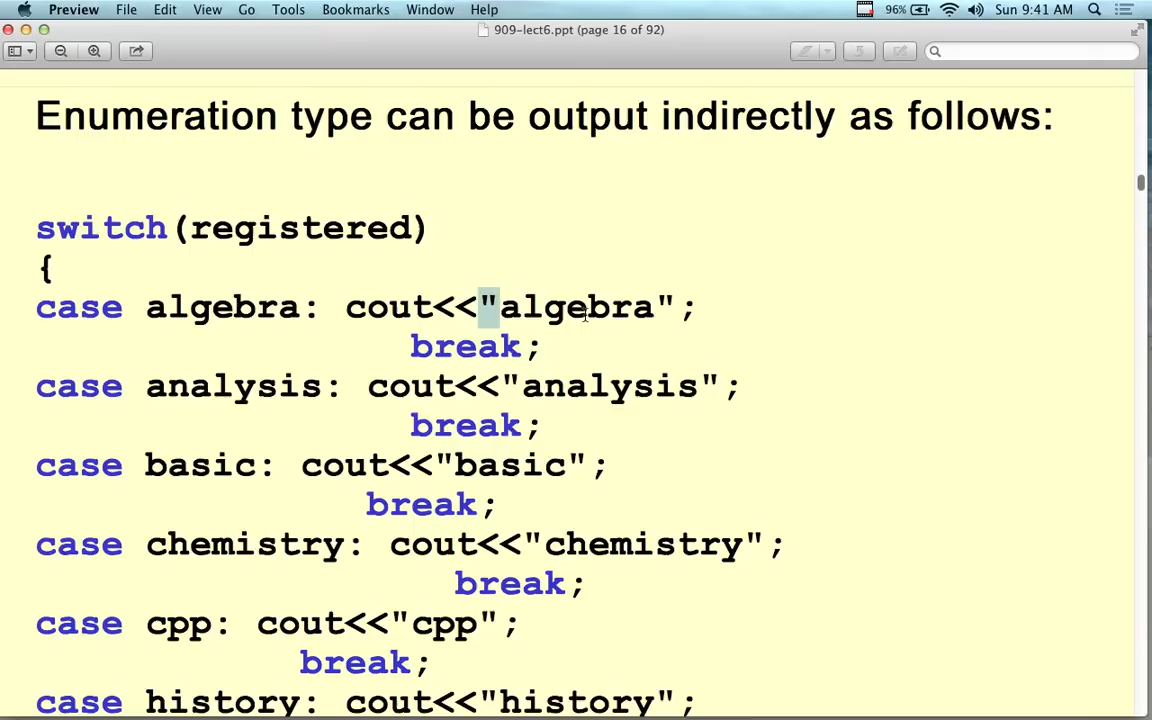 Preview File Edit View Go Tools Bookmarks Window Help 96% Sun 9:41 AM
909-lect6.ppt (page 16 of 92)
Enumeration type can be output indirectly as follows:
switch(registered)
{
case algebra: cout<<"algebra";
break;
case analysis: cout<<"analysis";
break;
case basic: cout<<"basic";
break;
case chemistry: cout<<"chemistry";
break;
case cpp: cout<<"cpp";
break;
case history: cout<<"history";